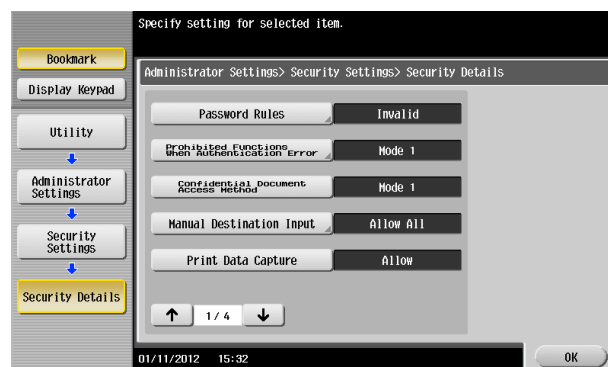 Specify setting for selected item.
Bookmark
Display Keypad
Utility
Administrator
Settings
Security
Settings
Security Details
Administrator Settings> Security Settings> Security Details
Password Rules
Invalid
Prohibited Functions
When Authentication Error
Mode 1
Confidential Document
Access Method
Mode 1
Manual Destination Input
Allow All
Print Data Capture
Allow
↑ 1/ 4 ↓
01/11/2012 15:32
OK